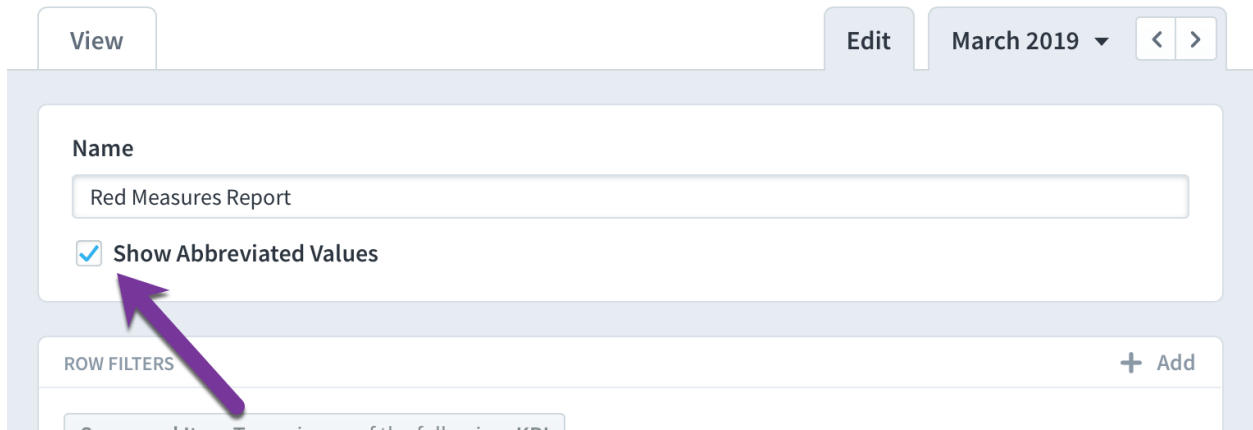 View
Edit
March 2019
Name
Red Measures Report
Show Abbreviated Values
ROW FILTERS
Add